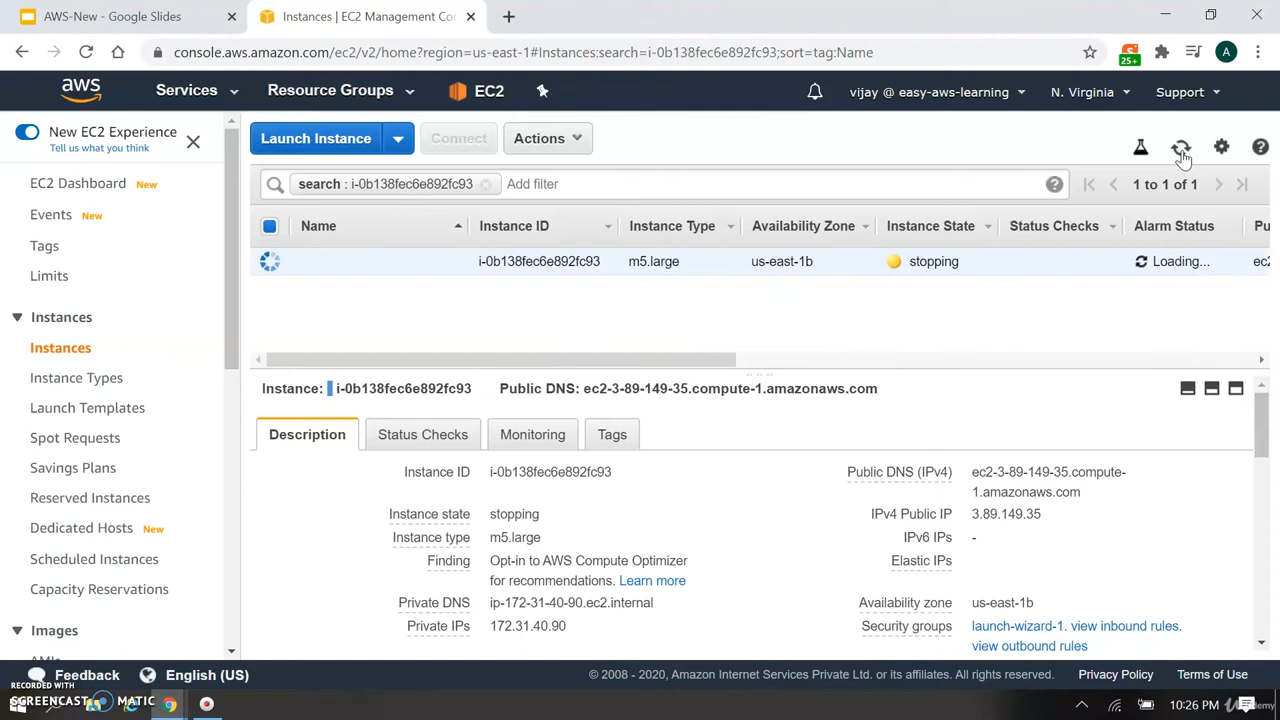 AWS-New - Google Slides
Instances | EC2 Management Con
console.aws.amazon.com/ec2/v2/home?region=us-east-1#Instances:search=i-0b138fec6e892fc93;sort=tag:Name
25+
A
aws
Services
Resource Groups
EC2
vijay @ easy-aws-learning
N. Virginia
Support
New EC2 Experience
Tell us what you think
EC2 Dashboard New
Events New
Tags
Limits
Instances
Instances
Instance Types
Launch Templates
Spot Requests
Savings Plans
Reserved Instances
Dedicated Hosts New
Scheduled Instances
Capacity Reservations
Images
AMIs
Launch Instance
Connect
Actions
search : i-0b138fec6e892fc93
Add filter
1 to 1 of 1
Name Instance ID Instance Type Availability Zone Instance State Status Checks Alarm Status Pu
i-0b138fec6e892fc93 m5.large us-east-1b stopping Loading... ec2
Instance: i-0b138fec6e892fc93 Public DNS: ec2-3-89-149-35.compute-1.amazonaws.com
Description Status Checks Monitoring Tags
Instance ID i-0b138fec6e892fc93
Instance state stopping
Instance type m5.large
Finding Opt-in to AWS Compute Optimizer
for recommendations. Learn more
Private DNS ip-172-31-40-90.ec2.internal
Private IPs 172.31.40.90
Public DNS (IPv4) ec2-3-89-149-35.compute-
1.amazonaws.com
IPv4 Public IP 3.89.149.35
IPv6 IPs -
Elastic IPs
Availability zone us-east-1b
Security groups launch-wizard-1. view inbound rules.
view outbound rules
Feedback
English (US)
© 2008 - 2020, Amazon Internet Services Private Ltd. or its affiliates. All rights reserved.
Privacy Policy
Terms of Use
RECORDED WITH
SCREENCAST MATIC
10:26 PM
Udemy